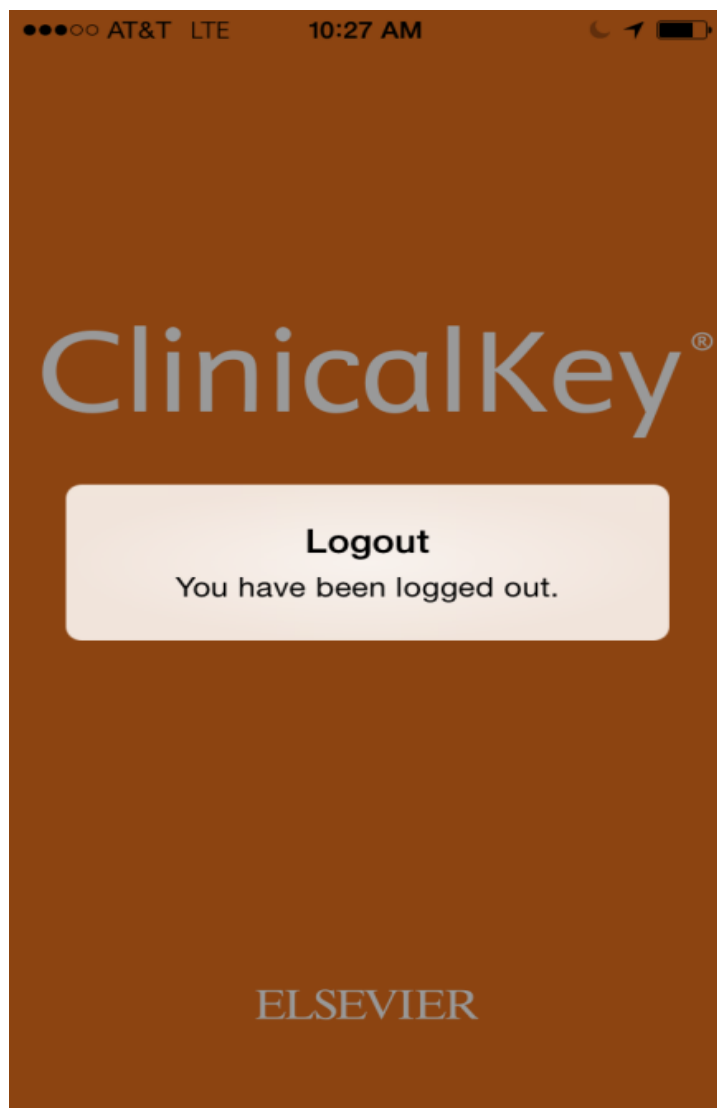 AT&T LTE 10:27 AM
ClinicalKey®
Logout
You have been logged out.
ELSEVIER